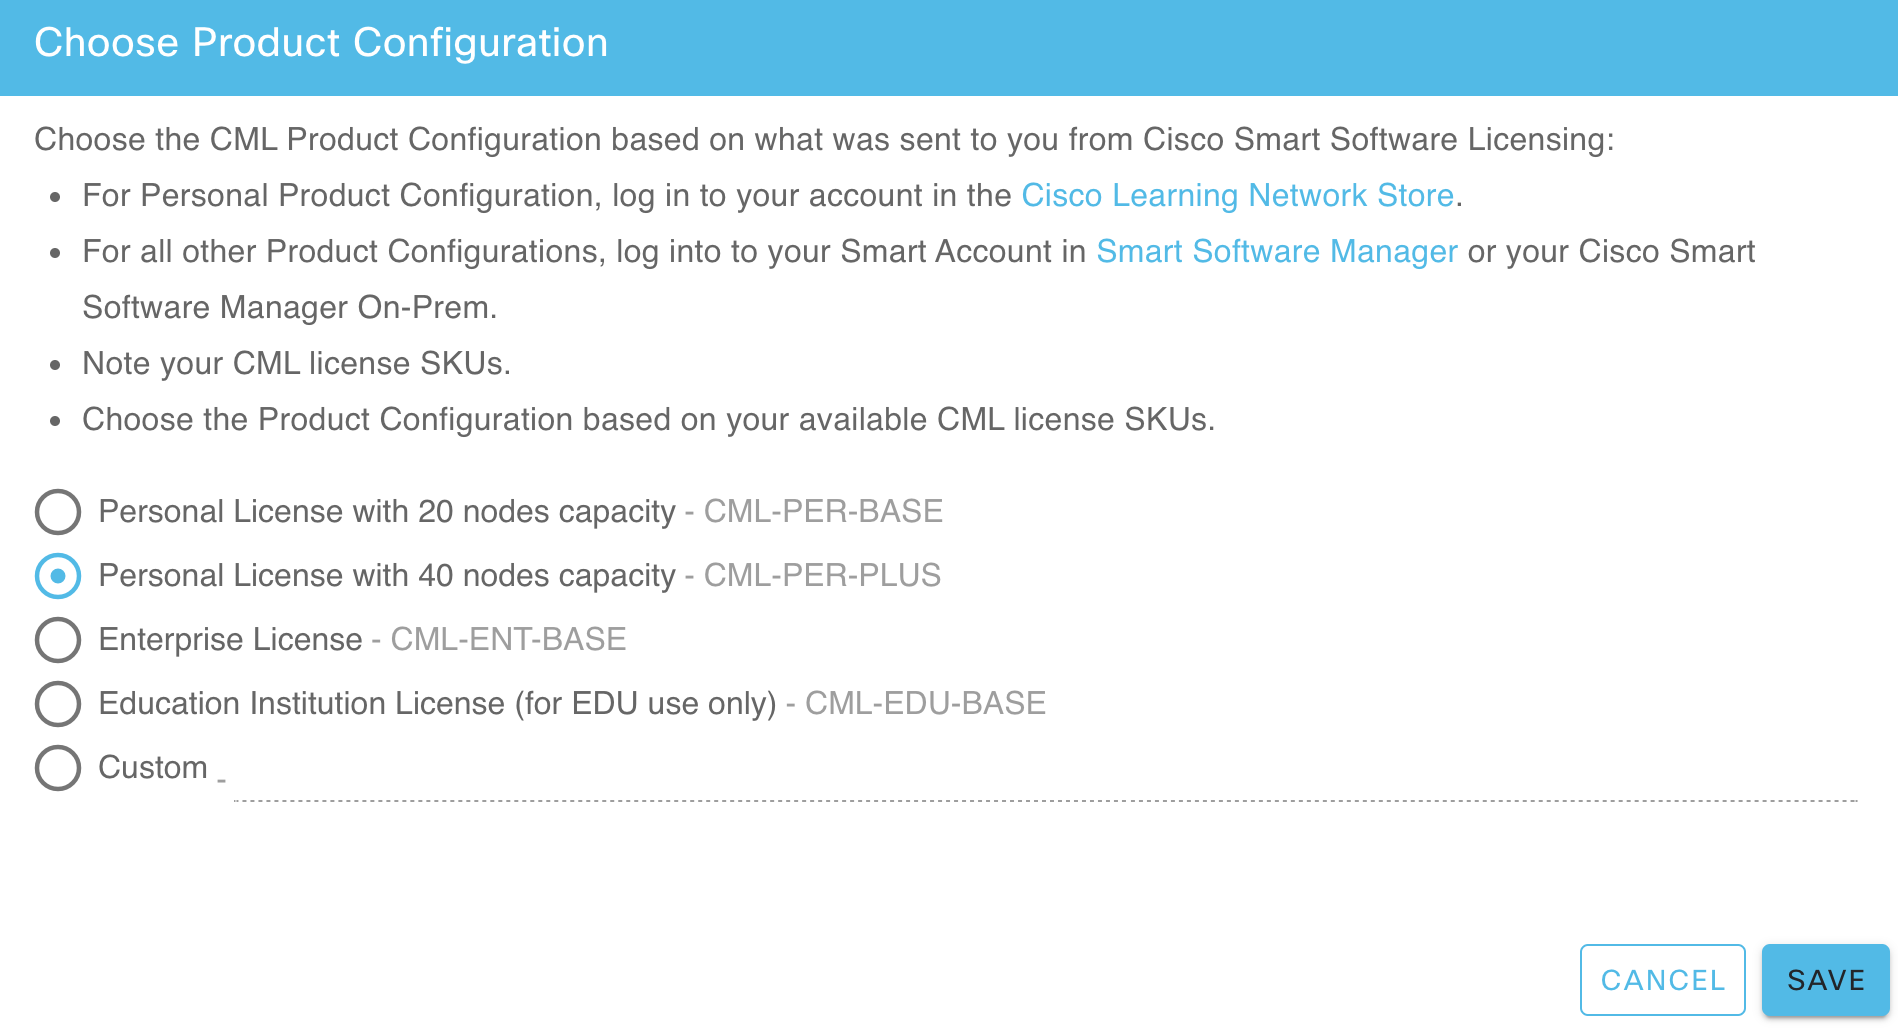 Choose Product Configuration
Choose the CML Product Configuration based on what was sent to you from Cisco Smart Software Licensing:
• For Personal Product Configuration, log in to your account in the Cisco Learning Network Store.
• For all other Product Configurations, log into to your Smart Account in Smart Software Manager or your Cisco Smart
Software Manager On-Prem.
• Note your CML license SKUs.
• Choose the Product Configuration based on your available CML license SKUs.
Personal License with 20 nodes capacity - CML-PER-BASE
Personal License with 40 nodes capacity - CML-PER-PLUS
Enterprise License - CML-ENT-BASE
Education Institution License (for EDU use only) - CML-EDU-BASE
Custom -
CANCEL SAVE